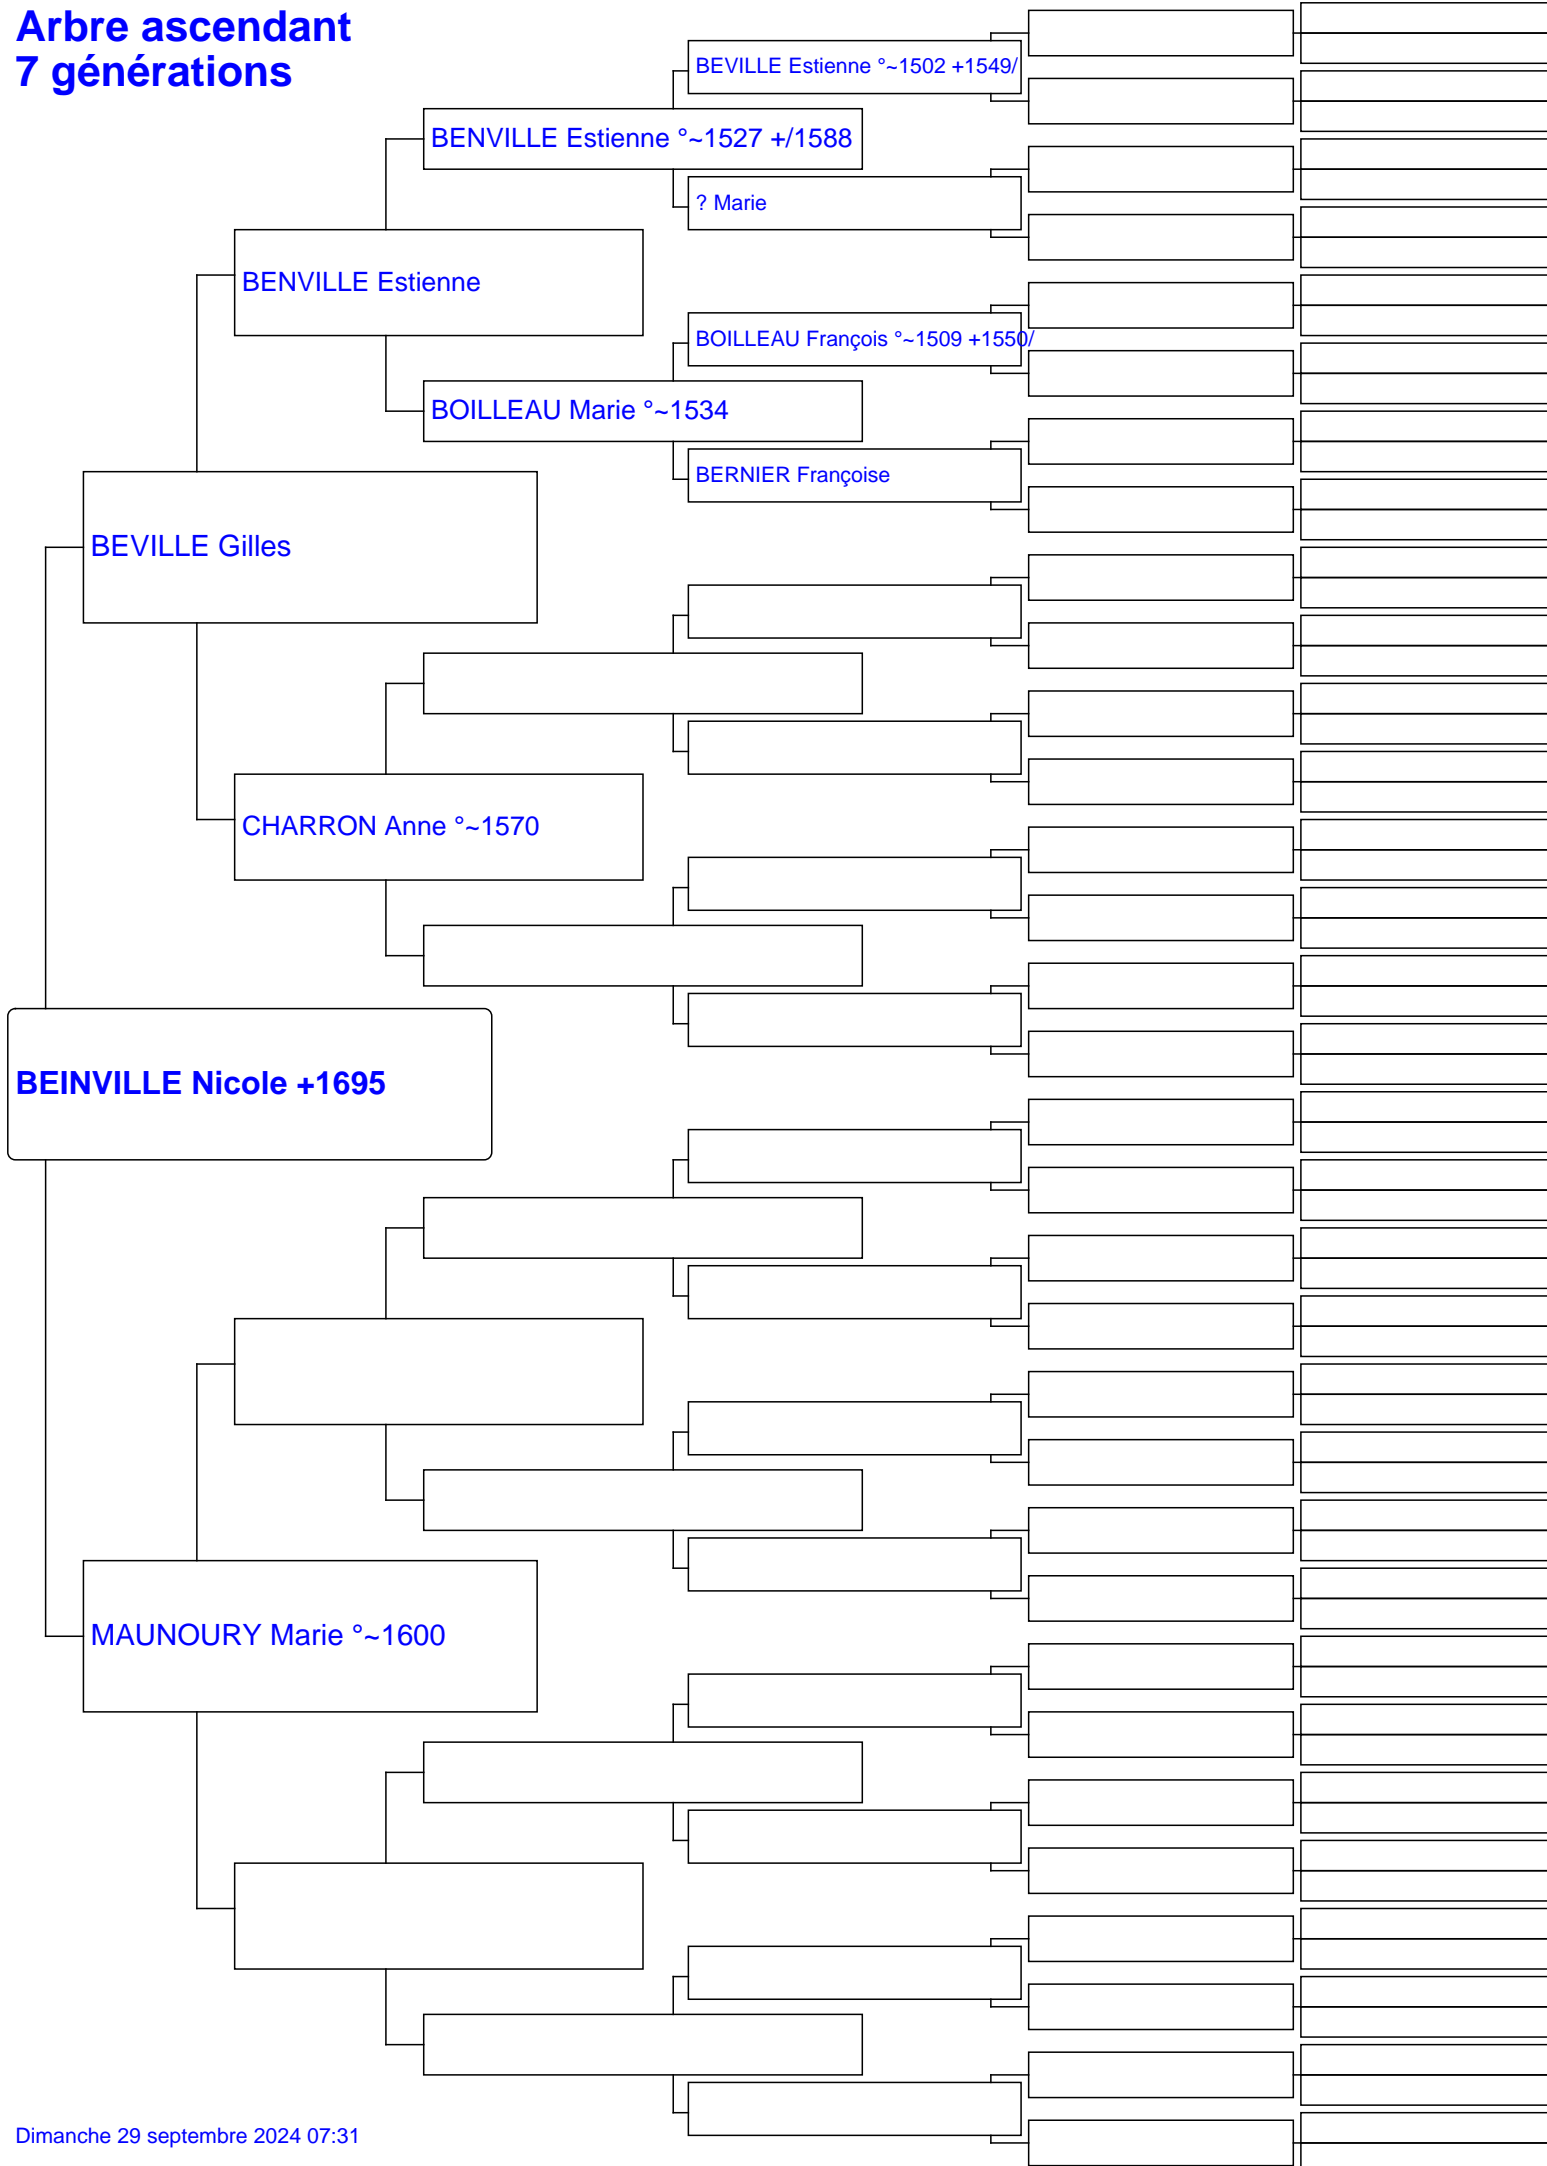 Arbre ascendant
7 générations
BEVILLE Estienne °~1502 +1549/
BENVILLE Estienne °~1527 +/1588
? Marie
BENVILLE Estienne
BOILLEAU François °~1509 +1550/
BOILLEAU Marie °~1534
BERNIER Françoise
BEVILLE Gilles
CHARRON Anne °~1570
BEINVILLE Nicole +1695
MAUNOURY Marie °~1600
Dimanche 29 septembre 2024 07:31